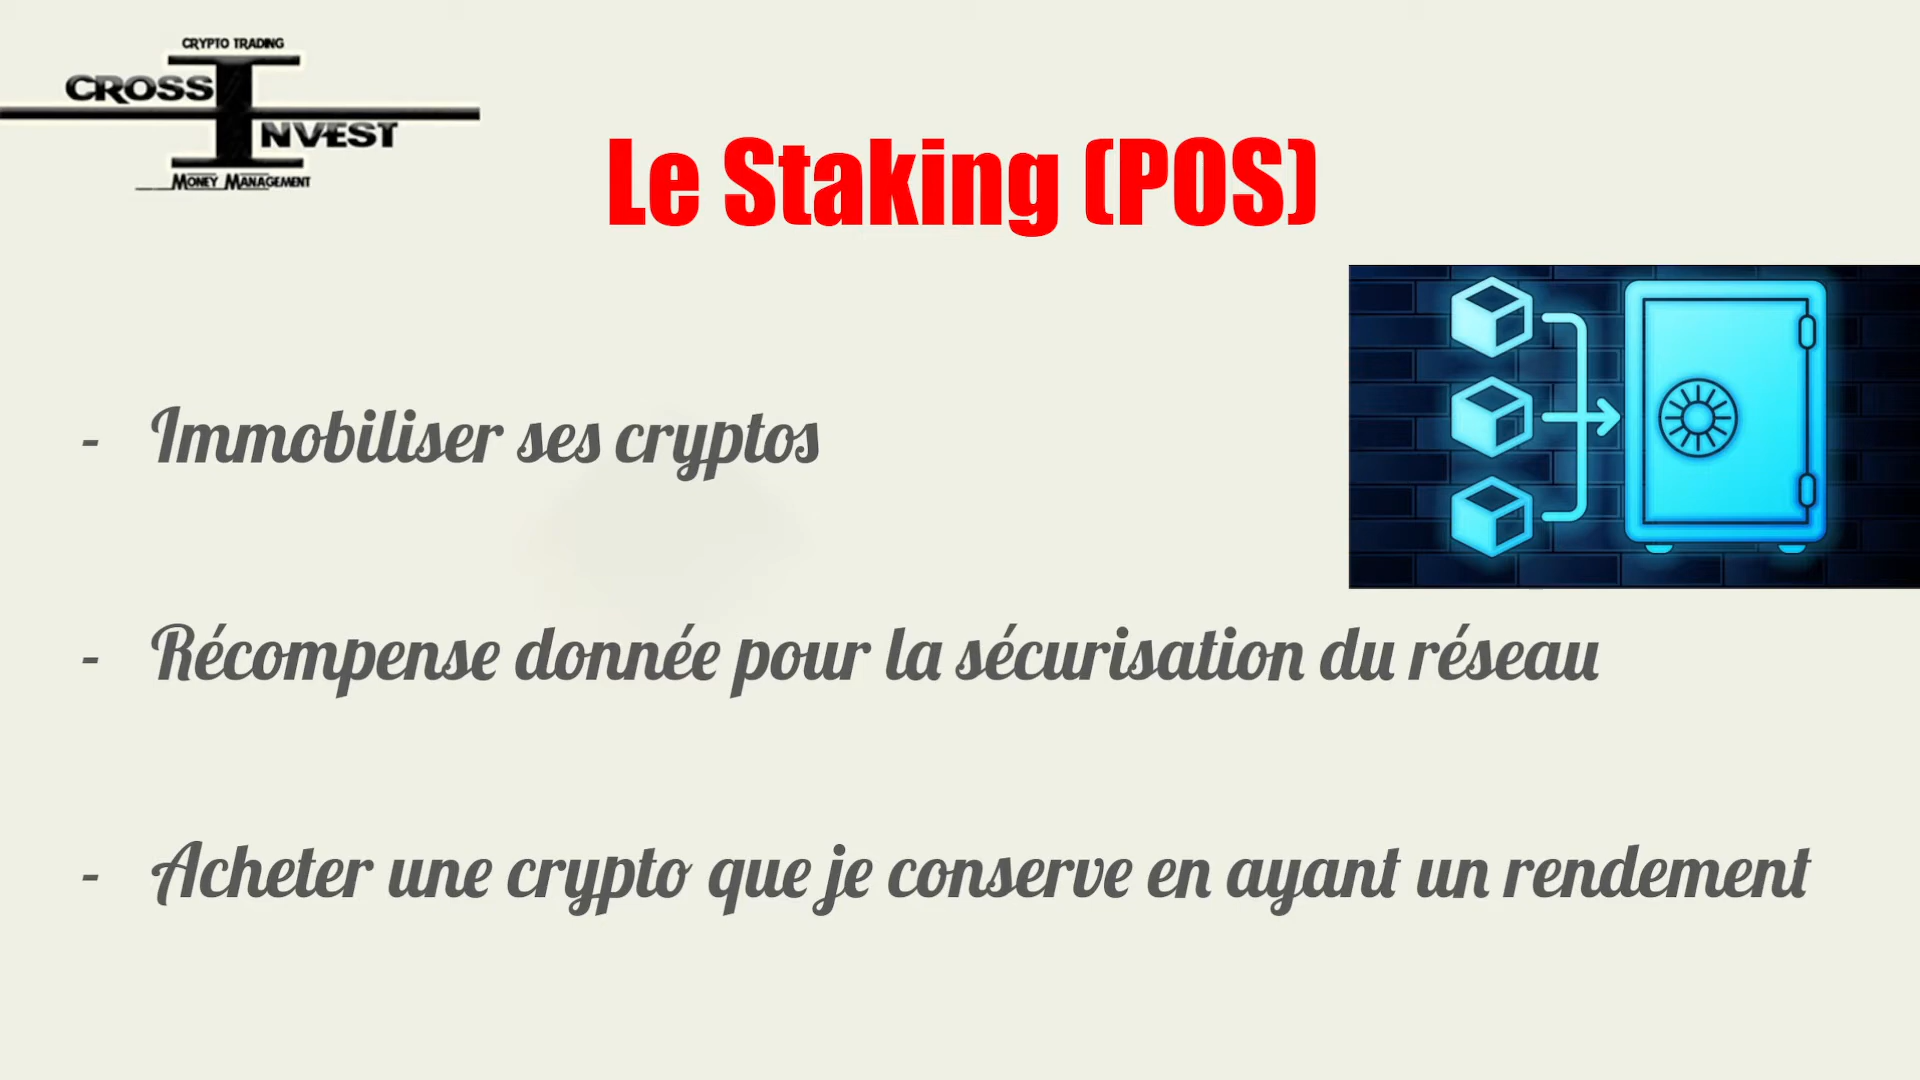 CRYPTO TRADING
CROSS
INVEST
MONEY MANAGEMENT
Le Staking (POS)
- Immobiliser ses cryptos
- Récompense donnée pour la sécurisation du réseau
- Acheter une crypto que je conserve en ayant un rendement